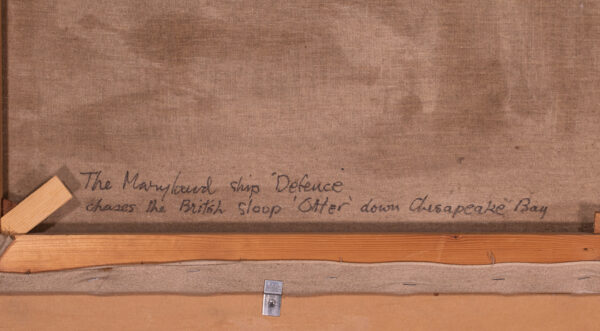 The Maryland ship 'Defence
chases the British sloop 'Otter' down Chesapeake Bay